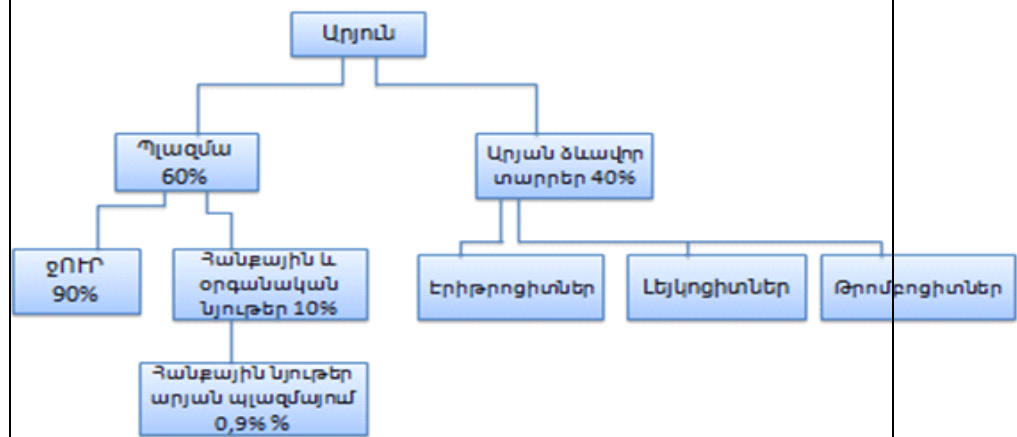 Արյուն
Պլազմա
60%
Արյան ձևավոր
տարրեր 40%
ջՈՒՐ
90%
Հանքային և
օրգանական
նյութեր 10%
Էրիթրոցիտներ
Լեյկոցիտներ
Թրոմբոցիտներ
Հանքային նյութեր
արյան պլազմայում
0,9% %